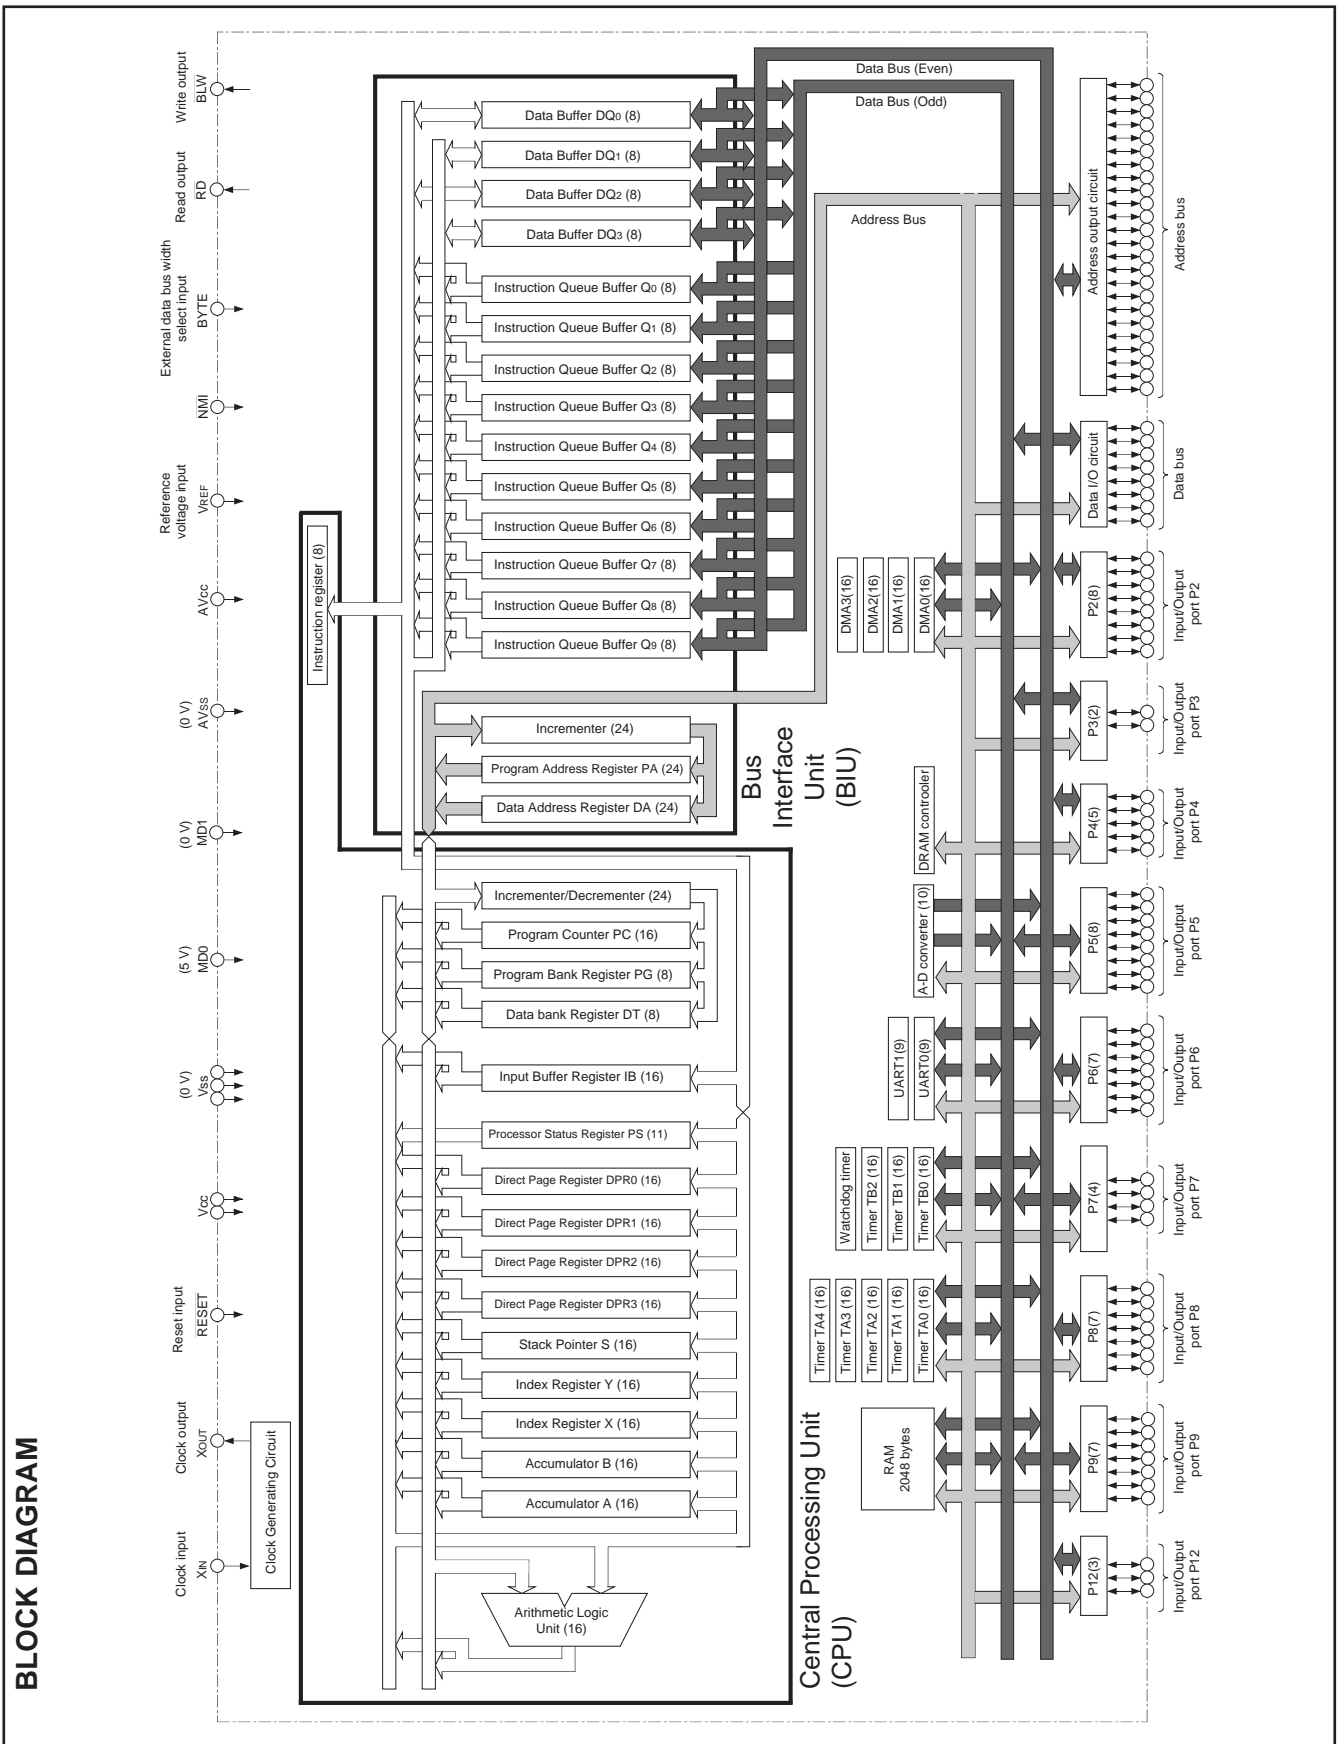 BLOCK DIAGRAM
Clock input
XIN
Clock output
XOUT
Reset input
RESET
Vcc
(0 V)
Vss
(5 V)
MD0
(0 V)
MD1
(0 V)
AVss
AVcc
Reference
voltage input
VREF
NMI
External data bus width
select input
BYTE
Read output
RD
Write output
BLW
Clock Generating Circuit
Instruction register (8)
Data Buffer DQ0 (8)
Data Buffer DQ1 (8)
Data Buffer DQ2 (8)
Data Buffer DQ3 (8)
Instruction Queue Buffer Q0 (8)
Instruction Queue Buffer Q1 (8)
Instruction Queue Buffer Q2 (8)
Instruction Queue Buffer Q3 (8)
Instruction Queue Buffer Q4 (8)
Instruction Queue Buffer Q5 (8)
Instruction Queue Buffer Q6 (8)
Instruction Queue Buffer Q7 (8)
Instruction Queue Buffer Q8 (8)
Instruction Queue Buffer Q9 (8)
Incrementer (24)
Program Address Register PA (24)
Data Address Register DA (24)
Bus
Interface
Unit
(BIU)
Incrementer/Decrementer (24)
Program Counter PC (16)
Program Bank Register PG (8)
Data bank Register DT (8)
Input Buffer Register IB (16)
Processor Status Register PS (11)
Direct Page Register DPR0 (16)
Direct Page Register DPR1 (16)
Direct Page Register DPR2 (16)
Direct Page Register DPR3 (16)
Stack Pointer S (16)
Index Register Y (16)
Index Register X (16)
Accumulator B (16)
Accumulator A (16)
Arithmetic Logic
Unit (16)
Central Processing Unit
(CPU)
Data Bus (Even)
Data Bus (Odd)
Address Bus
RAM
2048 bytes
Timer TA4 (16)
Timer TA3 (16)
Timer TA2 (16)
Timer TA1 (16)
Timer TA0 (16)
Watchdog timer
Timer TB2 (16)
Timer TB1 (16)
Timer TB0 (16)
UART1(9)
UART0(9)
A-D converter (10)
DRAM controoler
DMA3(16)
DMA2(16)
DMA1(16)
DMA0(16)
P12(3)
P9(7)
P8(7)
P7(4)
P6(7)
P5(8)
P4(5)
P3(2)
P2(8)
Data I/O circuit
Address output circuit
Input/Output
port P12
Input/Output
port P9
Input/Output
port P8
Input/Output
port P7
Input/Output
port P6
Input/Output
port P5
Input/Output
port P4
Input/Output
port P3
Input/Output
port P2
Data bus
Address bus